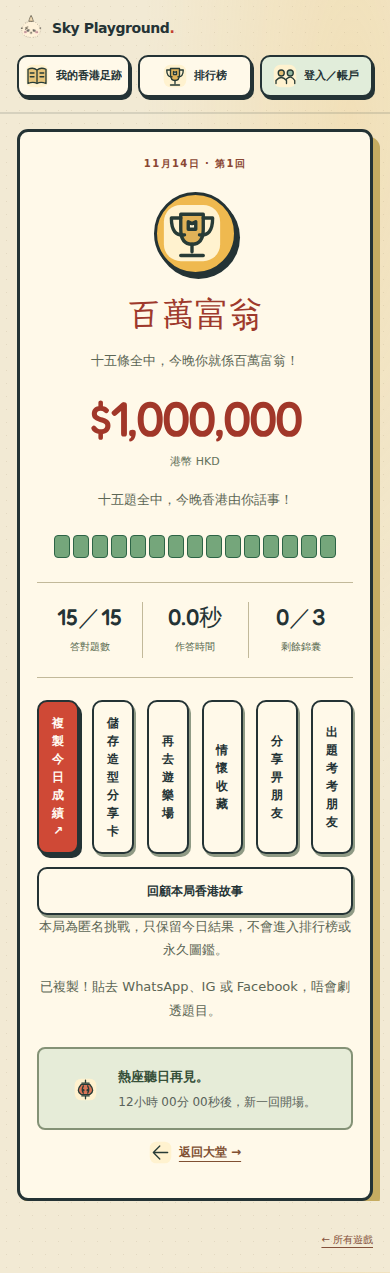 Sky Playground.
我的香港足跡
排行榜
登入／帳戶
11月14日 · 第1回
百萬富翁
十五條全中，今晚你就係百萬富翁！
$1,000,000
港幣 HKD
十五題全中，今晚香港由你話事！
15／15
答對題數
0.0秒
作答時間
0／3
剩餘錦囊
複製今日成績↗
儲存造型分享卡
再去遊樂場
情懷收藏
分享畀朋友
出題考考朋友
回顧本局香港故事
本局為匿名挑戰，只保留今日結果，不會進入排行榜或
永久圖鑑。
已複製！貼去 WhatsApp、IG 或 Facebook，唔會劇
透題目。
熱座聽日再見。
12小時 00分 00秒後，新一回開場。
返回大堂 →
← 所有遊戲